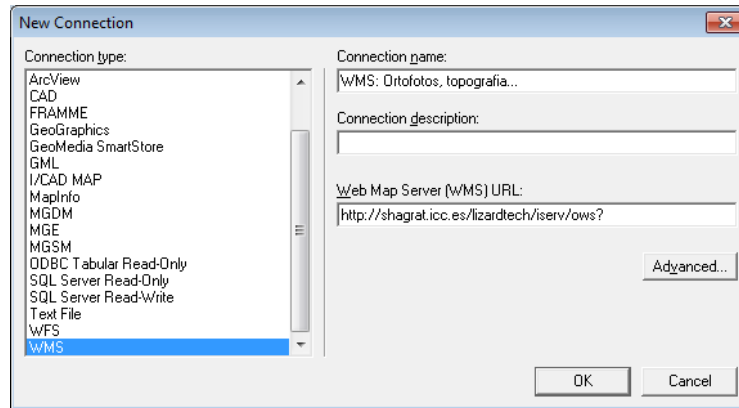 New Connection
Connection type:
ArcView
CAD
FRAMME
GeoGraphics
GeoMedia SmartStore
GML
I/CAD MAP
MapInfo
MGDM
MGE
MGSM
ODBC Tabular Read-Only
SQL Server Read-Only
SQL Server Read-Write
Text File
WFS
WMS
Connection name:
WMS: Ortofotos, topografia...
Connection description:
Web Map Server (WMS) URL:
http://shagrat.icc.es/lizardtech/iserv/ows?
Advanced...
OK
Cancel